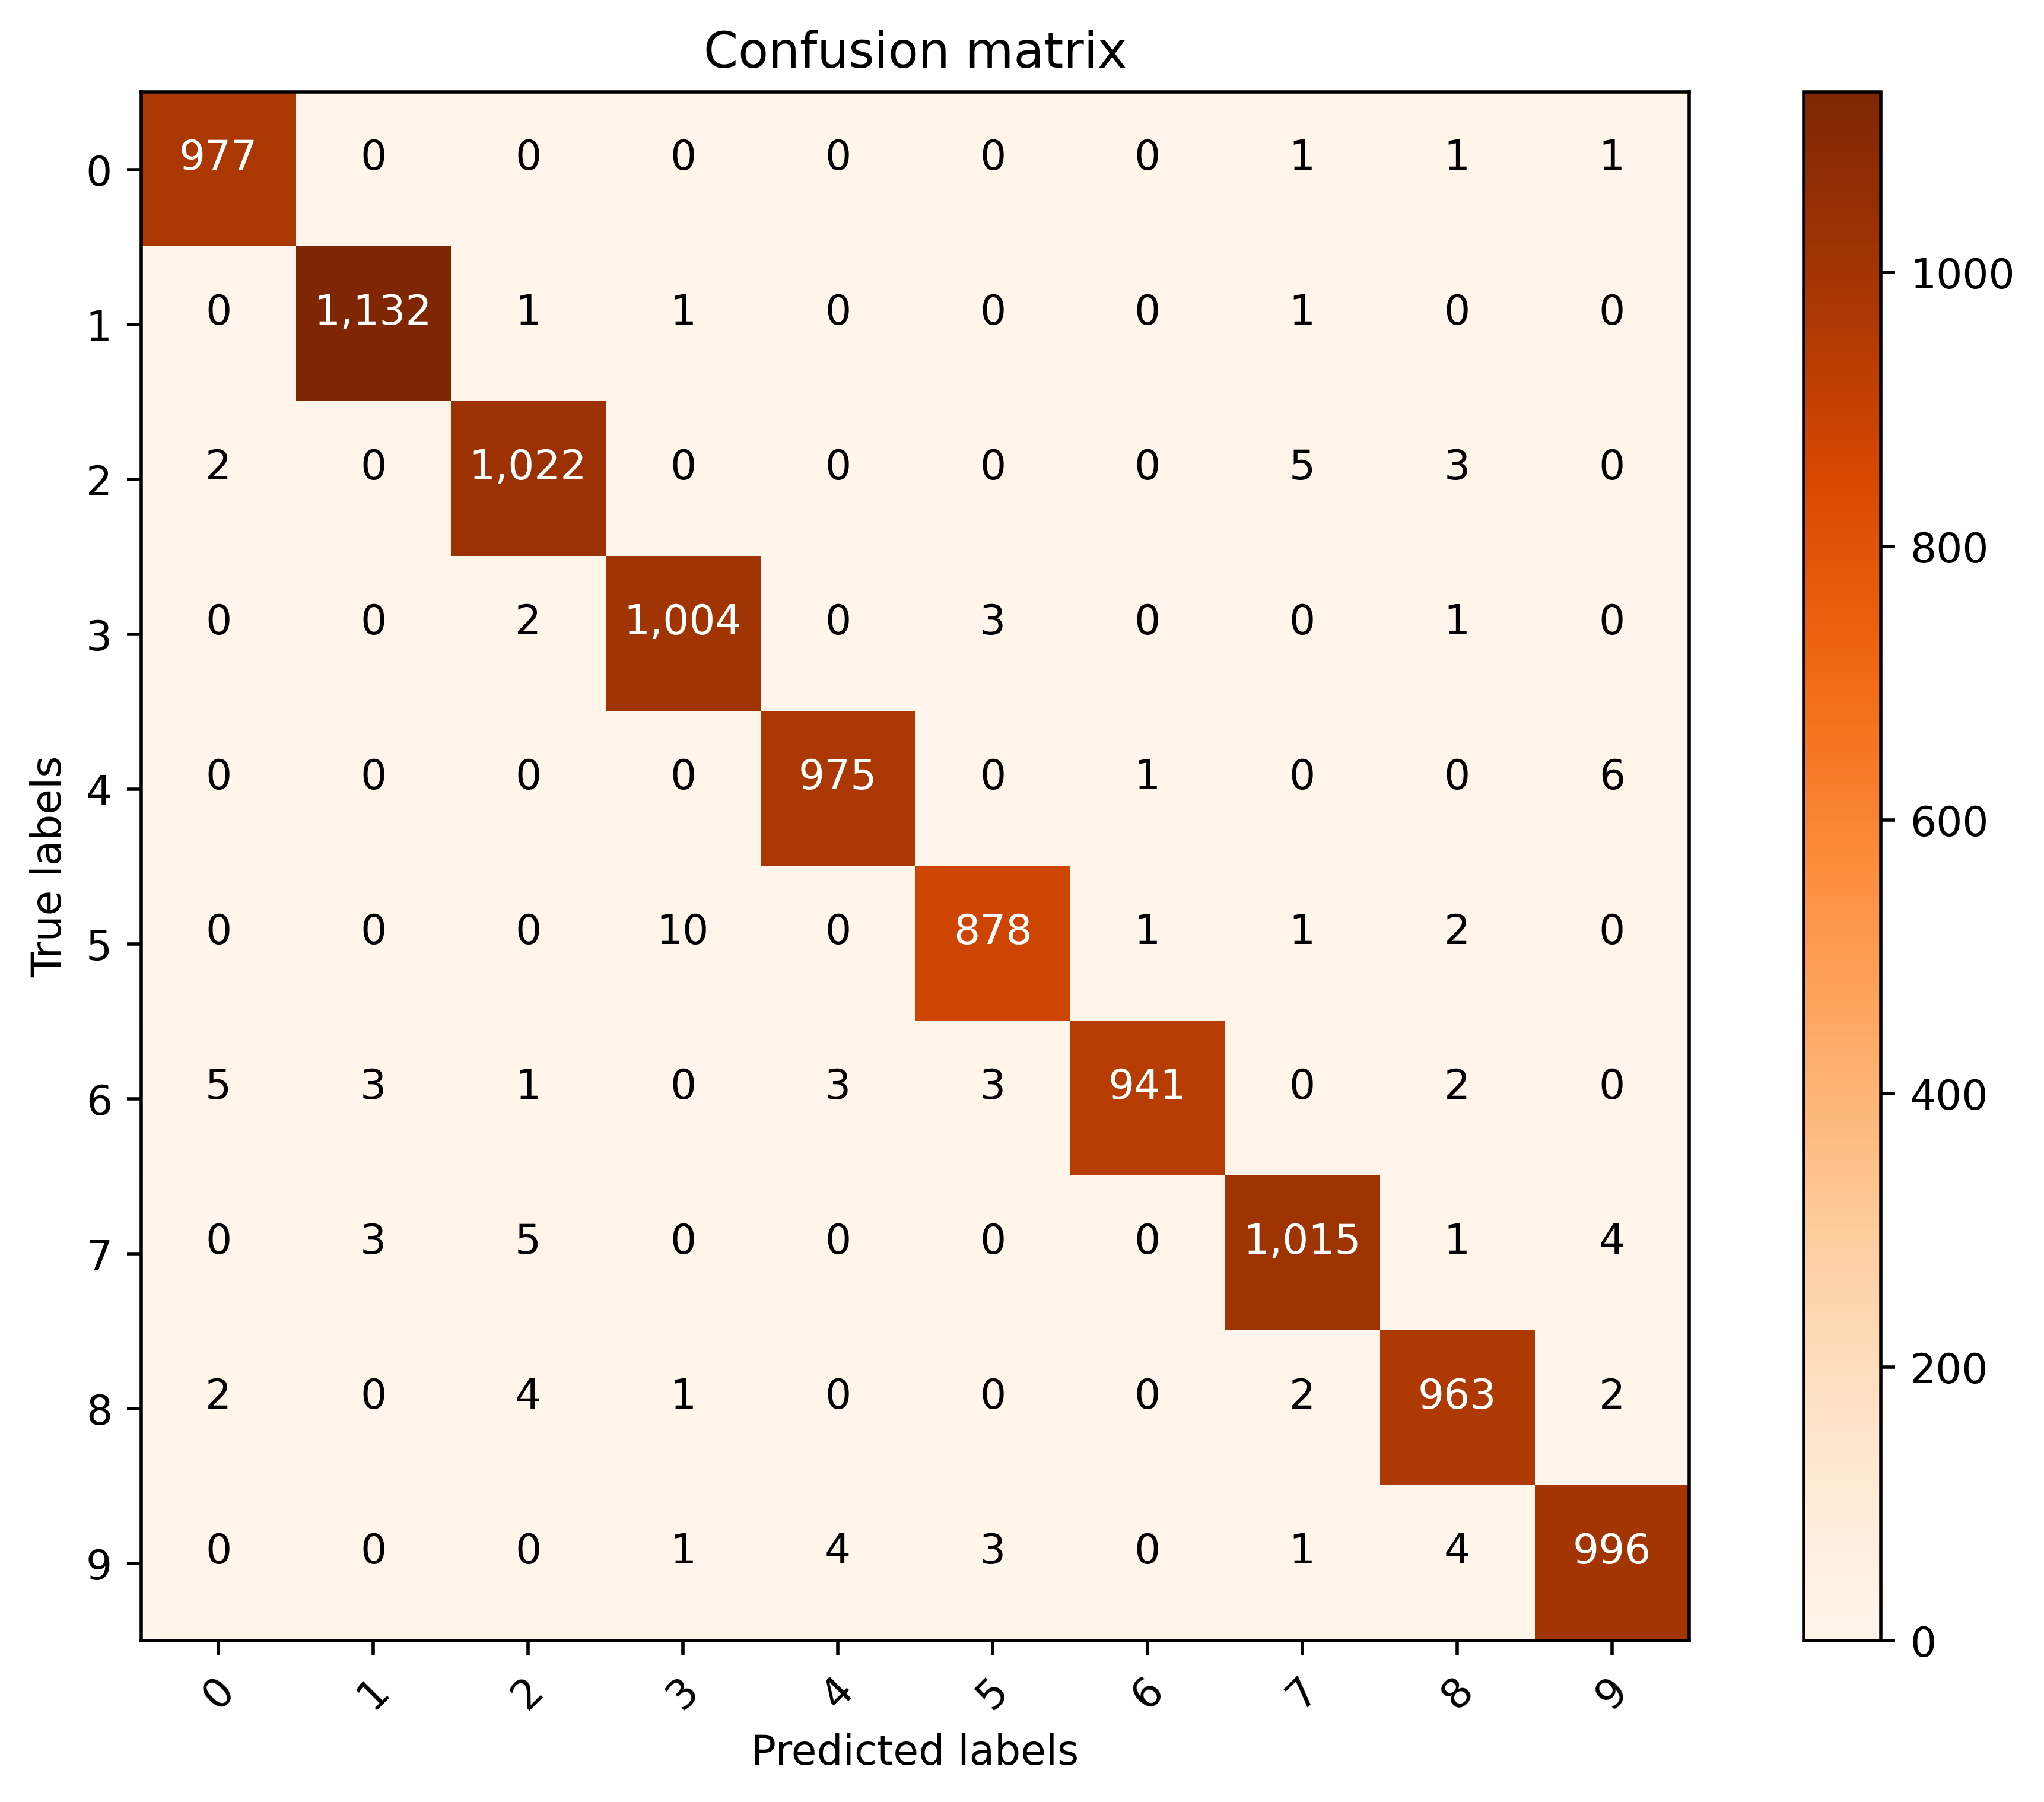 Confusion matrix
0 977 0 0 0 0 0 0 1 1 1
1 0 1,132 1 1 0 0 0 1 0 0
2 2 0 1,022 0 0 0 0 5 3 0
3 0 0 2 1,004 0 3 0 0 1 0
4 0 0 0 0 975 0 1 0 0 6
5 0 0 0 10 0 878 1 1 2 0
6 5 3 1 0 3 3 941 0 2 0
7 0 3 5 0 0 0 0 1,015 1 4
8 2 0 4 1 0 0 0 2 963 2
9 0 0 0 1 4 3 0 1 4 996
0 1 2 3 4 5 6 7 8 9
Predicted labels
True labels
1000
800
600
400
200
0